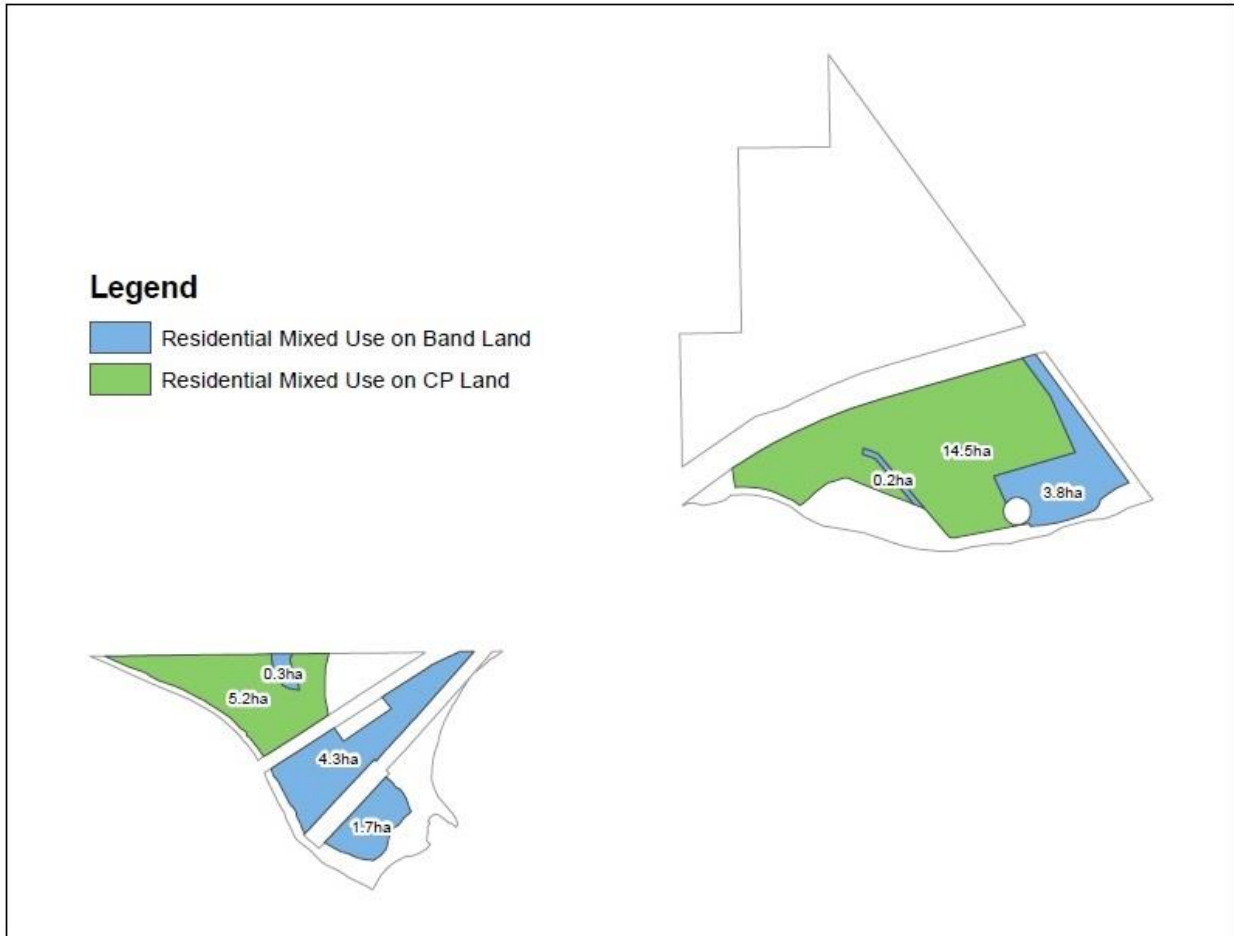 Legend
Residential Mixed Use on Band Land
Residential Mixed Use on CP Land
14.5ha
0.2ha
3.8ha
0.3ha
5.2ha
4.3ha
1.7ha